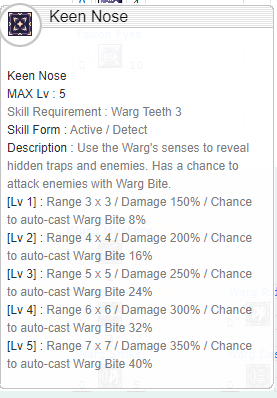 Keen Nose
Keen Nose
MAX Lv : 5
Skill Requirement : Warg Teeth 3
Skill Form : Active / Detect
Description : Use the Warg's senses to reveal
hidden traps and enemies. Has a chance to
attack enemies with Warg Bite.
[Lv 1] : Range 3 x 3 / Damage 150% / Chance
to auto-cast Warg Bite 8%
[Lv 2] : Range 4 x 4 / Damage 200% / Chance
to auto-cast Warg Bite 16%
[Lv 3] : Range 5 x 5 / Damage 250% / Chance
to auto-cast Warg Bite 24%
[Lv 4] : Range 6 x 6 / Damage 300% / Chance
to auto-cast Warg Bite 32%
[Lv 5] : Range 7 x 7 / Damage 350% / Chance
to auto-cast Warg Bite 40%